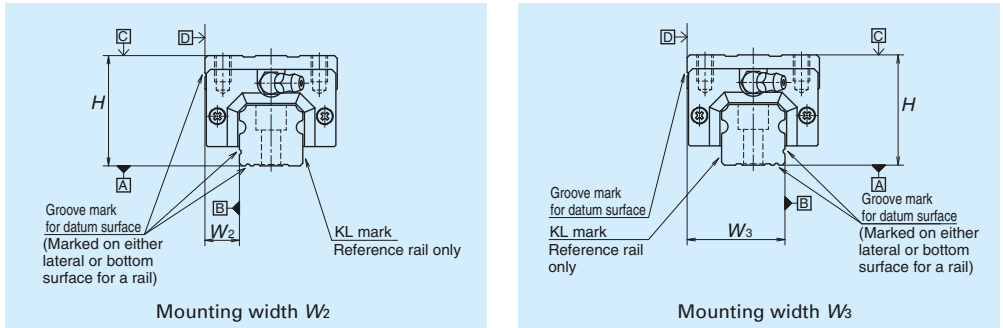 C
D
H
A
Groove mark
for datum surface
(Marked on either
lateral or bottom
surface for a rail)
B
W2
KL mark
Reference rail only
Mounting width W2
D
C
H
A
Groove mark
for datum surface
KL mark
Reference rail
only
W3
B
Groove mark
for datum surface
(Marked on either
lateral or bottom
surface for a rail)
Mounting width W3